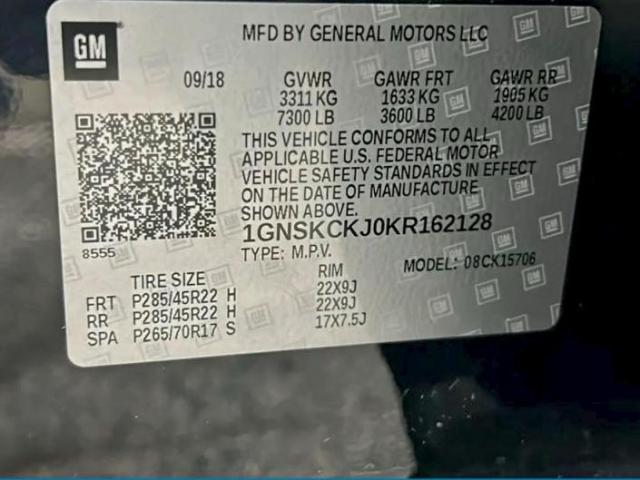 GM
MFD BY GENERAL MOTORS LLC
09/18 GVWR GAWR FRT GAWR RR
3311 KG 1633 KG 1905 KG
7300 LB 3600 LB 4200 LB
THIS VEHICLE CONFORMS TO ALL
APPLICABLE U.S. FEDERAL MOTOR
VEHICLE SAFETY STANDARDS IN EFFECT
ON THE DATE OF MANUFACTURE
SHOWN ABOVE.
1GNSKCKJ0KR162128
8555
TYPE: M.P.V. MODEL: 08CK15706
TIRE SIZE RIM
FRT P285/45R22 H 22X9J
RR P285/45R22 H 22X9J
SPA P265/70R17 S 17X7.5J